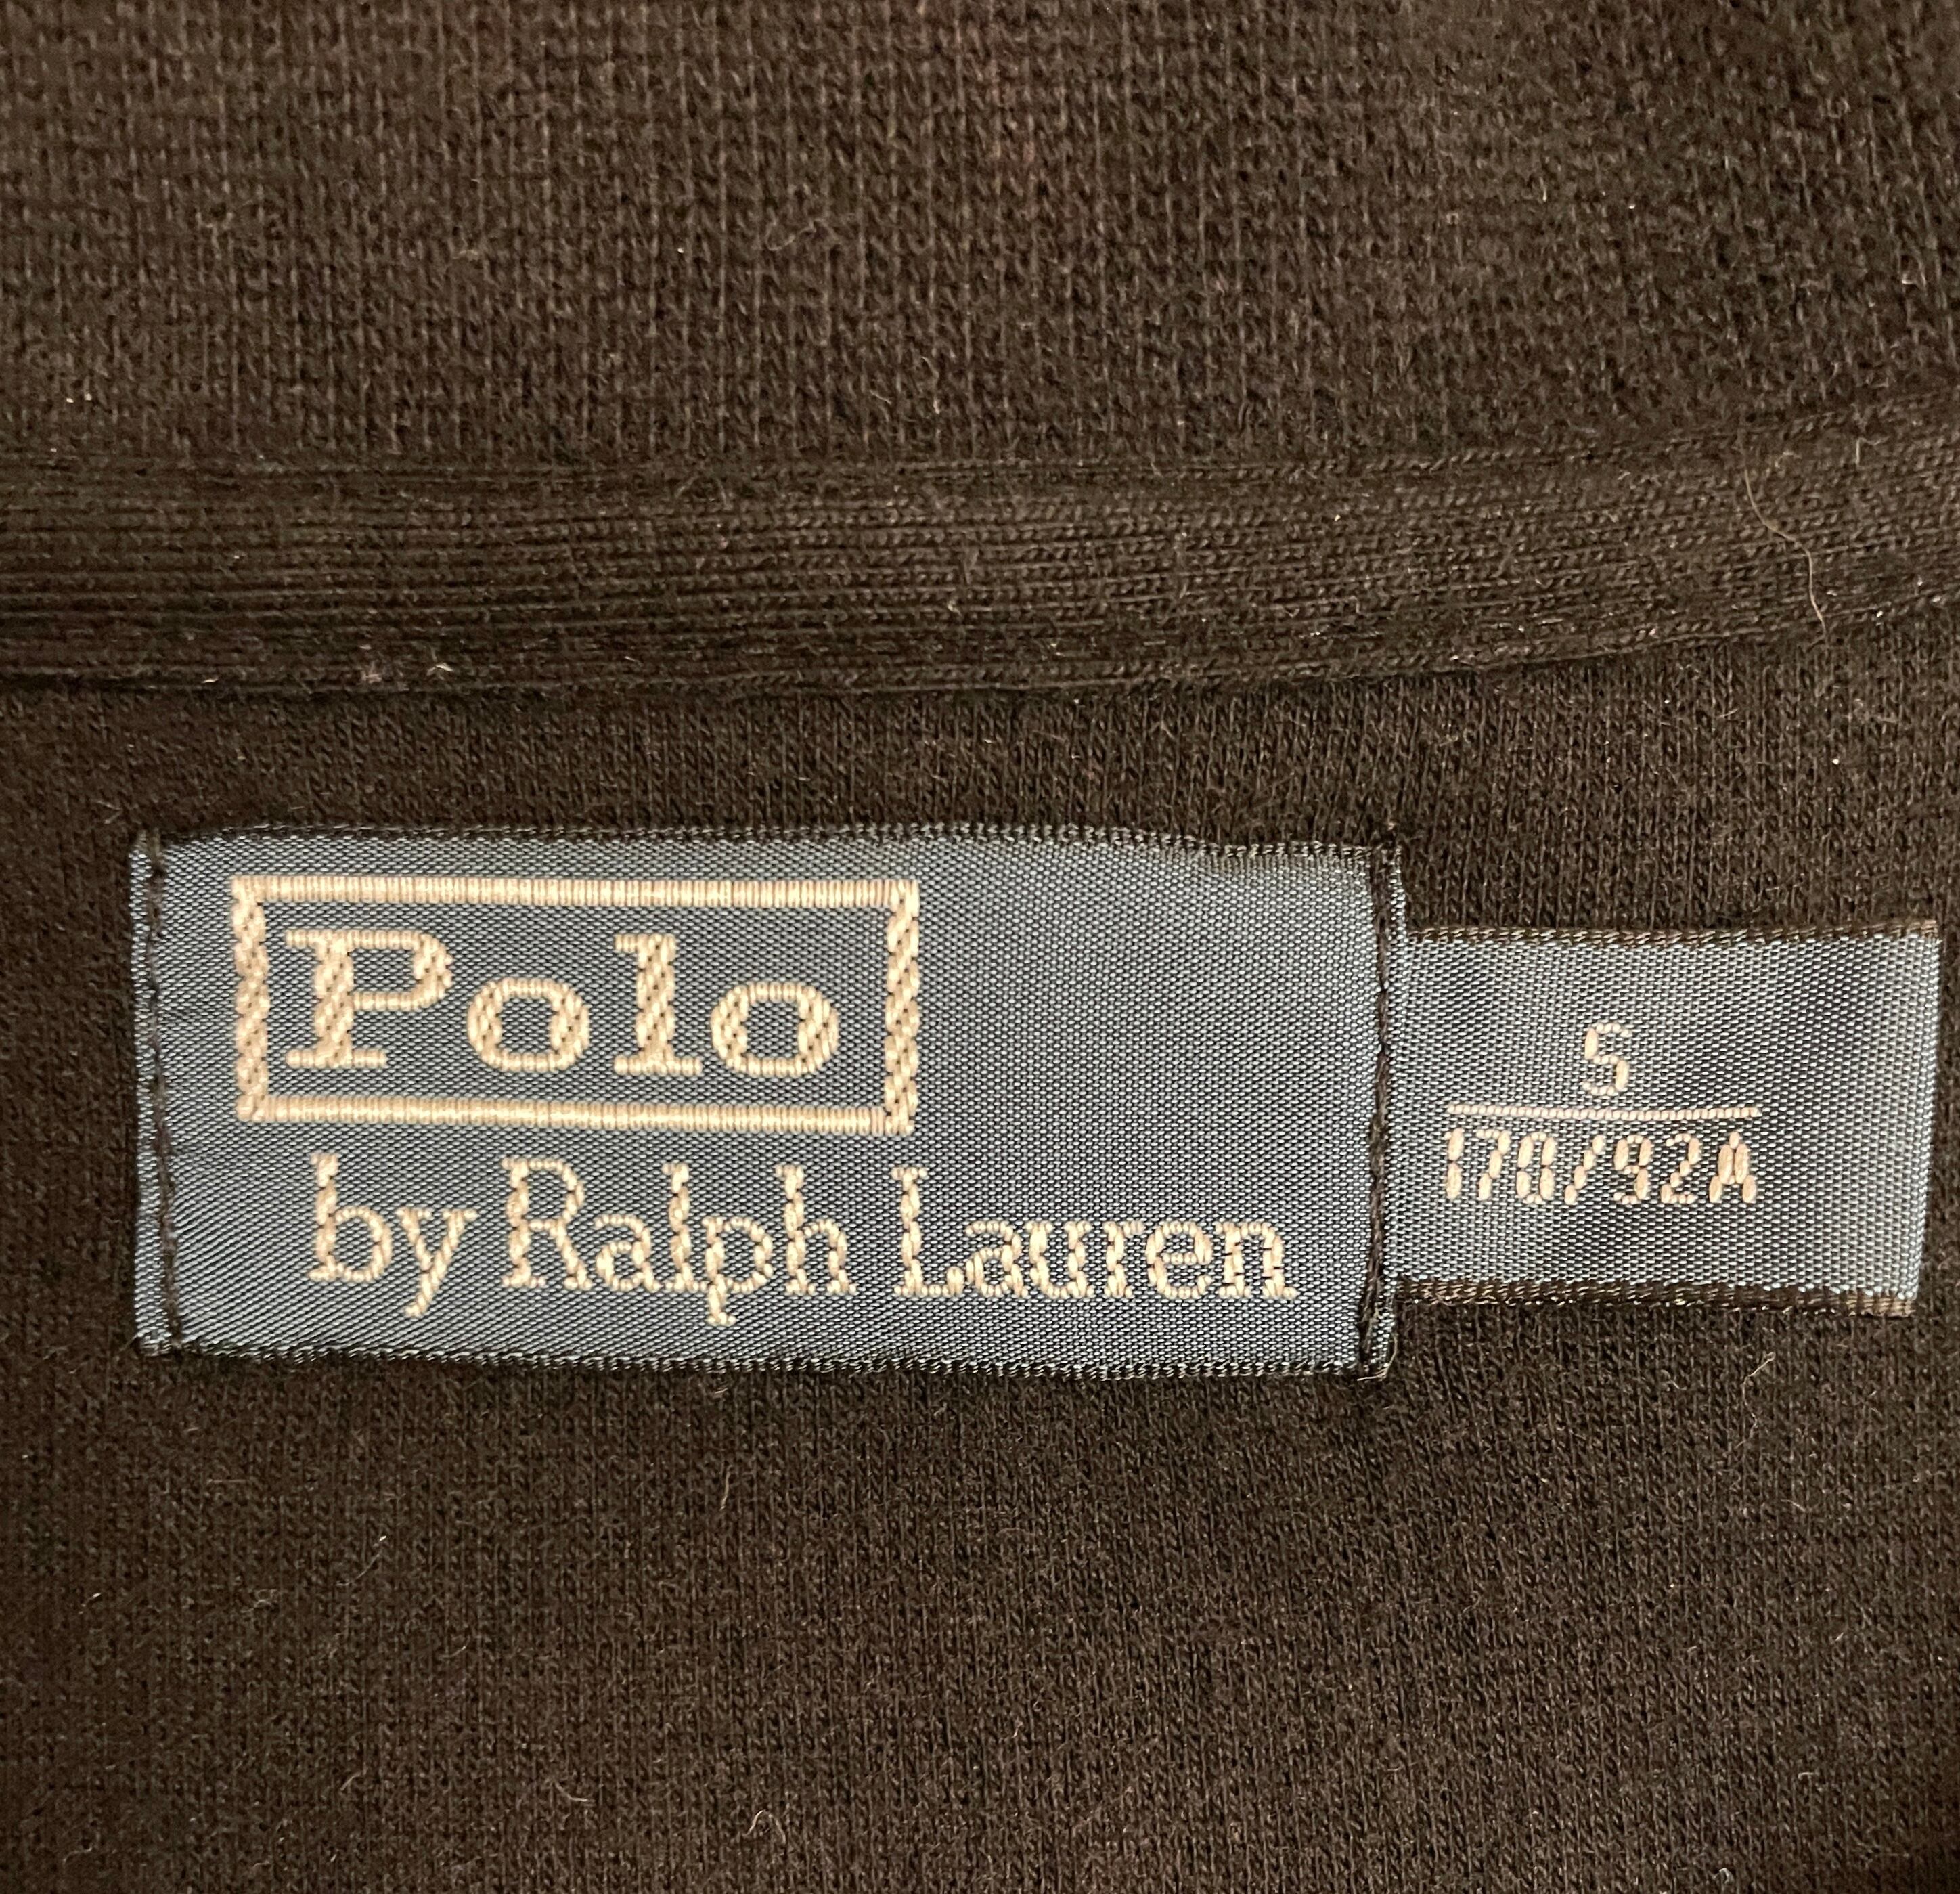 Polo
by Ralph Lauren
S
170/92A